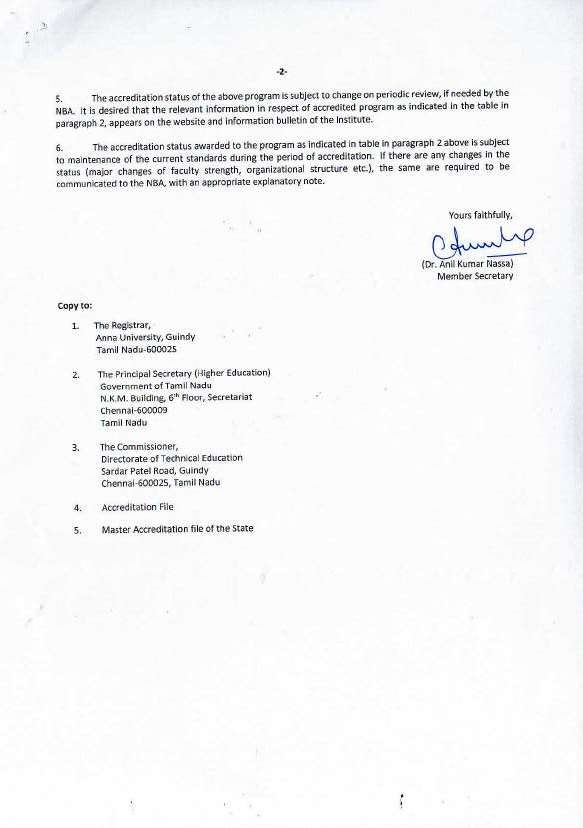 -2-
5. The accreditation status of the above program is subject to change on periodic review, if needed by the
NBA. It is desired that the relevant information in respect of accredited program as indicated in the table in
paragraph 2, appears on the website and information bulletin of the Institute.
6. The accreditation status awarded to the program as indicated in table in paragraph 2 above is subject
to maintenance of the current standards during the period of accreditation. If there are any changes in the
status (major changes of faculty strength, organizational structure etc.), the same are required to be
communicated to the NBA, with an appropriate explanatory note.
Yours faithfully,
(Dr. Anil Kumar Nassa)
Member Secretary
Copy to:
1. The Registrar,
Anna University, Guindy
Tamil Nadu-600025
2. The Principal Secretary (Higher Education)
Government of Tamil Nadu
N.K.M. Building, 6th Floor, Secretariat
Chennai-600009
Tamil Nadu
3. The Commissioner,
Directorate of Technical Education
Sardar Patel Road, Guindy
Chennai-600025, Tamil Nadu
4. Accreditation File
5. Master Accreditation file of the State